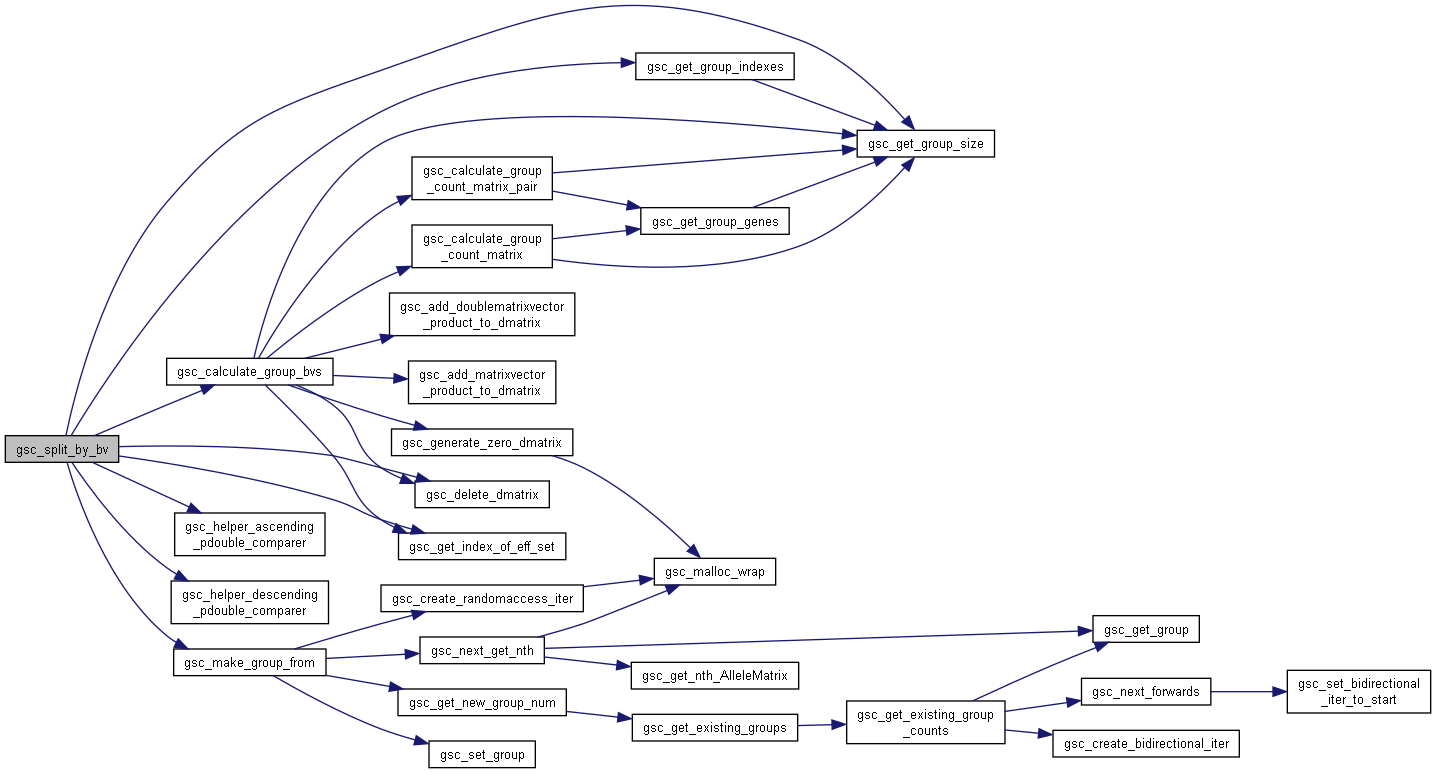 gsc_get_group_indexes
gsc_get_group_size
gsc_calculate_group
_count_matrix_pair
gsc_get_group_genes
gsc_calculate_group
_count_matrix
gsc_add_doublematrixvector
_product_to_dmatrix
gsc_calculate_group_bvs
gsc_add_matrixvector
_product_to_dmatrix
gsc_generate_zero_dmatrix
gsc_split_by_bv
gsc_delete_dmatrix
gsc_helper_ascending
_pdouble_comparer
gsc_get_index_of_eff_set
gsc_malloc_wrap
gsc_helper_descending
_pdouble_comparer
gsc_create_randomaccess_iter
gsc_get_group
gsc_next_get_nth
gsc_make_group_from
gsc_get_nth_AlleleMatrix
gsc_next_forwards
gsc_set_bidirectional
_iter_to_start
gsc_get_new_group_num
gsc_get_existing_groups
gsc_get_existing_group
_counts
gsc_create_bidirectional_iter
gsc_set_group